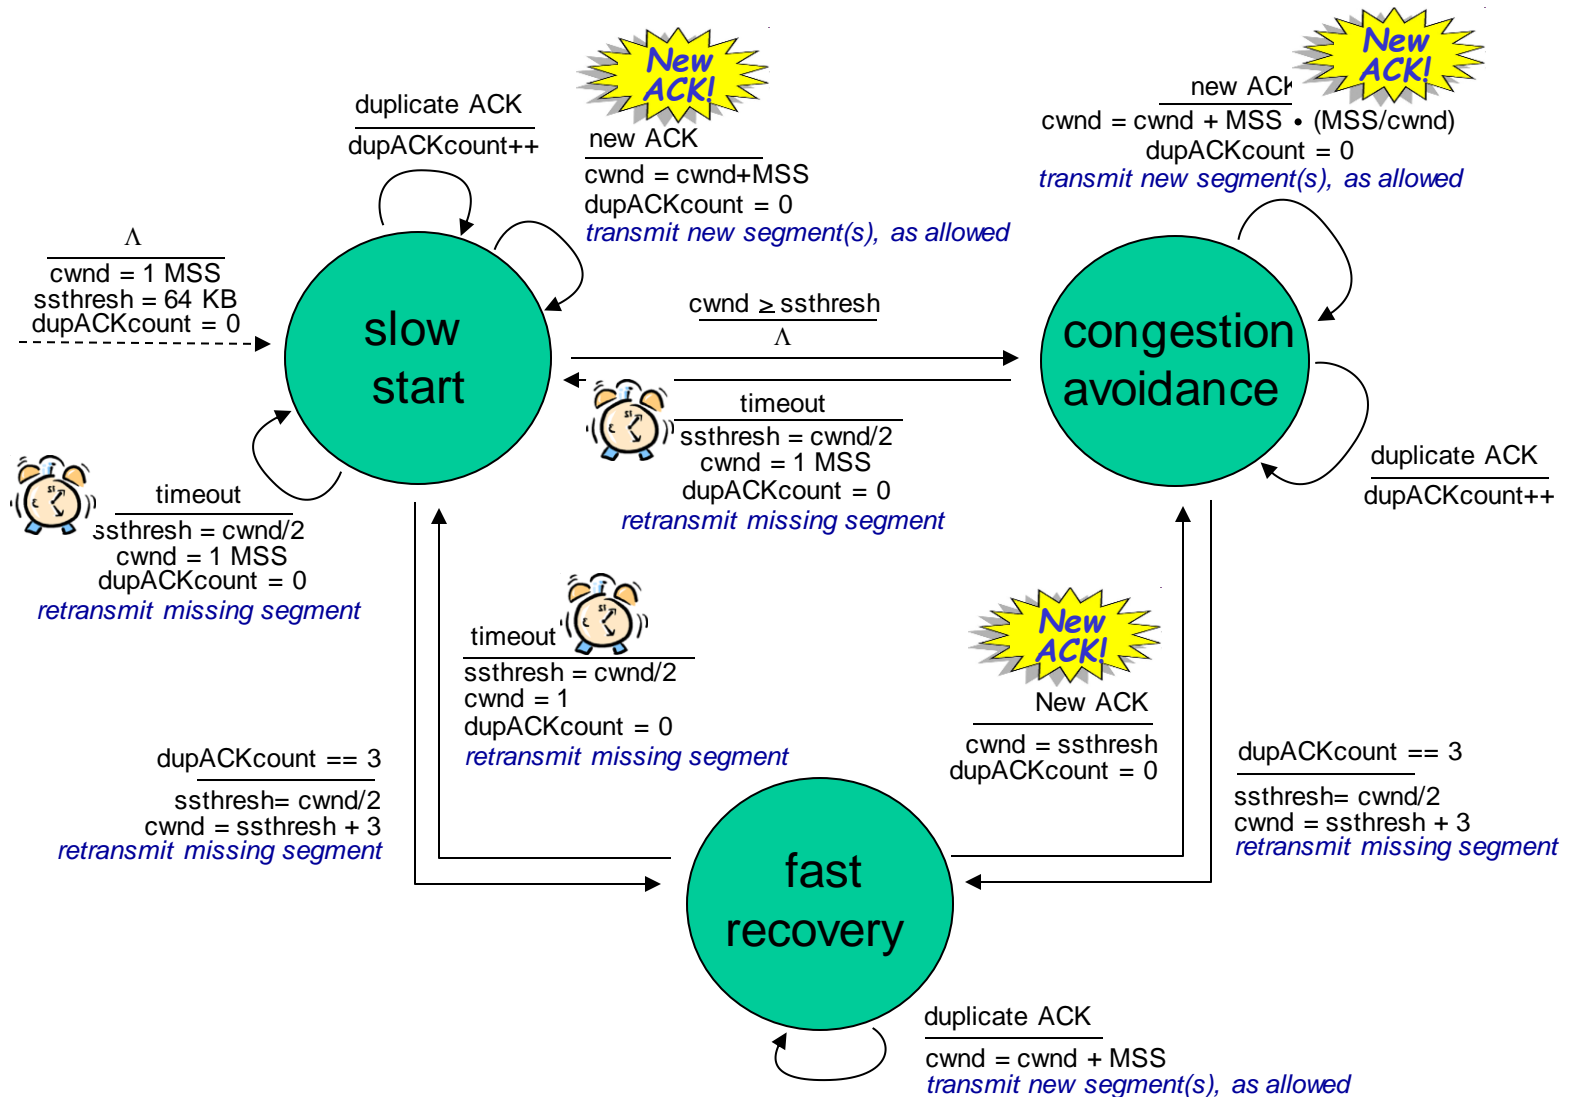 New
ACK!
duplicate ACK
dupACKcount++
new ACK
cwnd = cwnd+MSS
dupACKcount = 0
transmit new segment(s), as allowed
New
ACK!
new ACK
cwnd = cwnd + MSS • (MSS/cwnd)
dupACKcount = 0
transmit new segment(s), as allowed
Λ
cwnd = 1 MSS
ssthresh = 64 KB
dupACKcount = 0
slow
start
cwnd ≥ ssthresh
Λ
congestion
avoidance
timeout
ssthresh = cwnd/2
cwnd = 1 MSS
dupACKcount = 0
retransmit missing segment
timeout
ssthresh = cwnd/2
cwnd = 1 MSS
dupACKcount = 0
retransmit missing segment
duplicate ACK
dupACKcount++
timeout
ssthresh = cwnd/2
cwnd = 1
dupACKcount = 0
retransmit missing segment
New
ACK!
New ACK
cwnd = ssthresh
dupACKcount = 0
dupACKcount == 3
ssthresh= cwnd/2
cwnd = ssthresh + 3
retransmit missing segment
dupACKcount == 3
ssthresh= cwnd/2
cwnd = ssthresh + 3
retransmit missing segment
fast
recovery
duplicate ACK
cwnd = cwnd + MSS
transmit new segment(s), as allowed